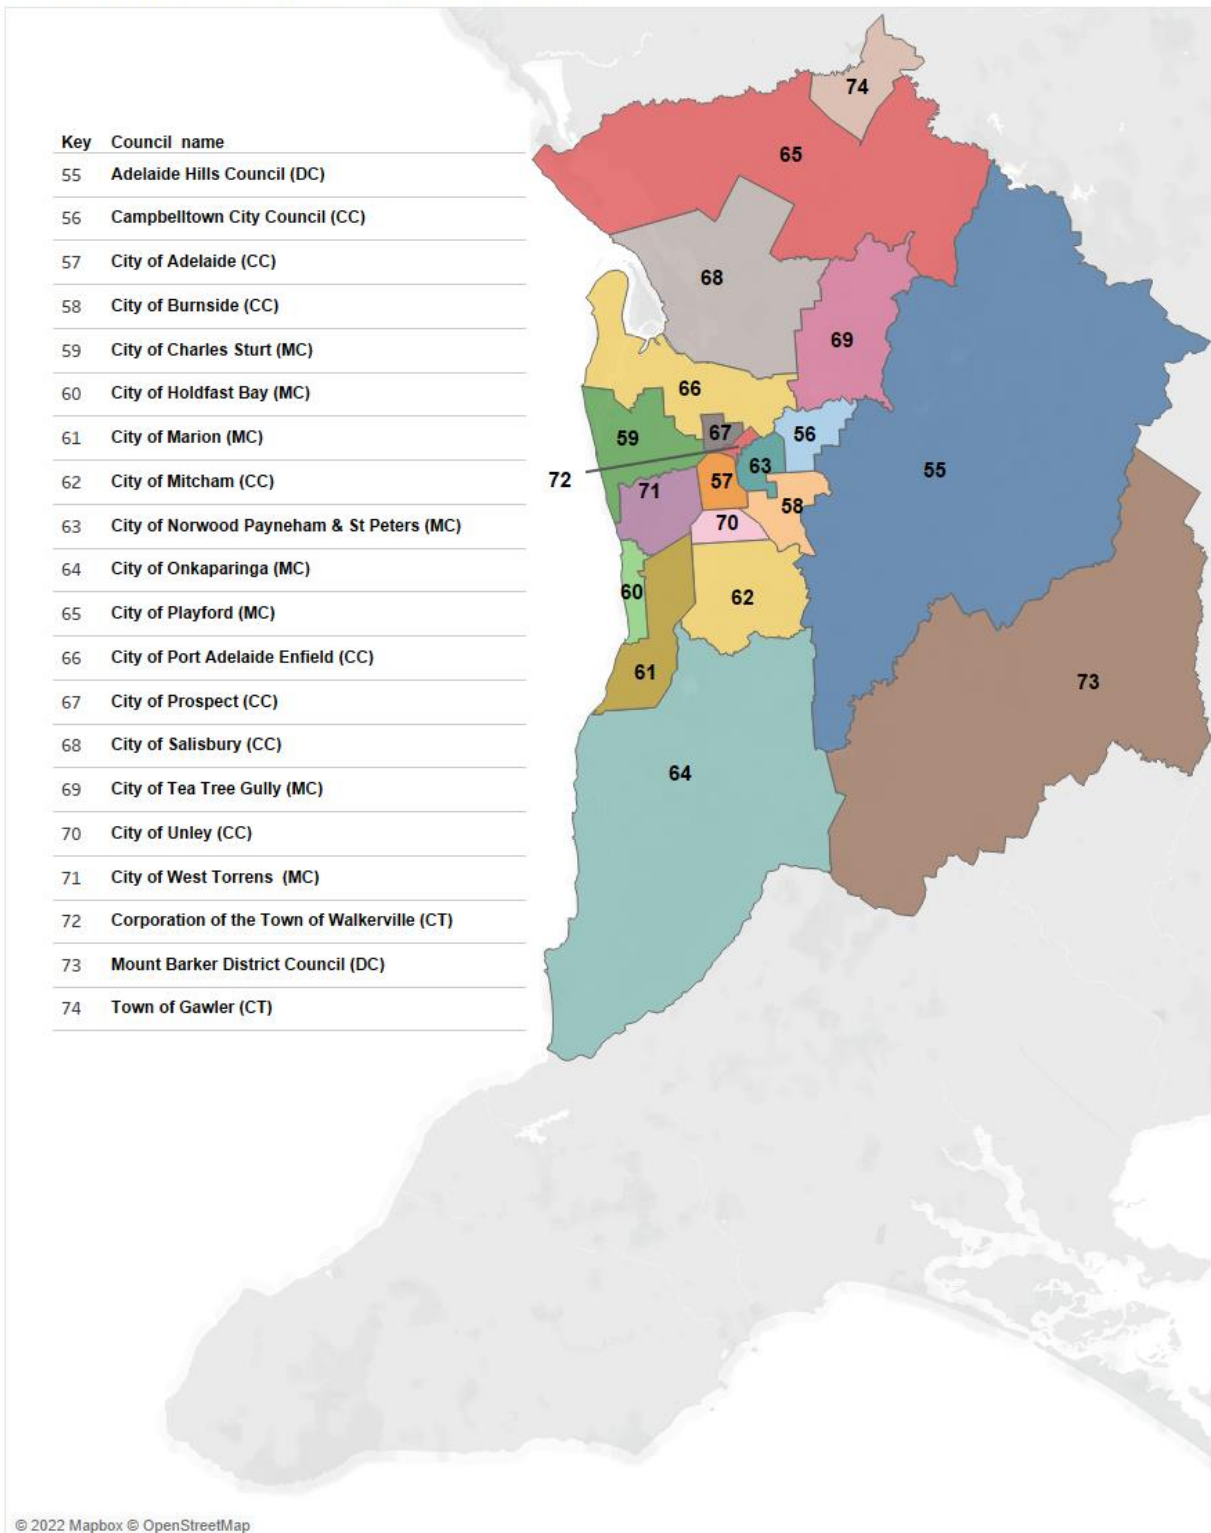 Key Council name
55 Adelaide Hills Council (DC)
56 Campbelltown City Council (CC)
57 City of Adelaide (CC)
58 City of Burnside (CC)
59 City of Charles Sturt (MC)
60 City of Holdfast Bay (MC)
61 City of Marion (MC)
62 City of Mitcham (CC)
63 City of Norwood Payneham & St Peters (MC)
64 City of Onkaparinga (MC)
65 City of Playford (MC)
66 City of Port Adelaide Enfield (CC)
67 City of Prospect (CC)
68 City of Salisbury (CC)
69 City of Tea Tree Gully (MC)
70 City of Unley (CC)
71 City of West Torrens (MC)
72 Corporation of the Town of Walkerville (CT)
73 Mount Barker District Council (DC)
74 Town of Gawler (CT)
74
65
68
69
66
67
56
59
63
55
72
71
57
58
70
60
62
61
73
64
© 2022 Mapbox © OpenStreetMap